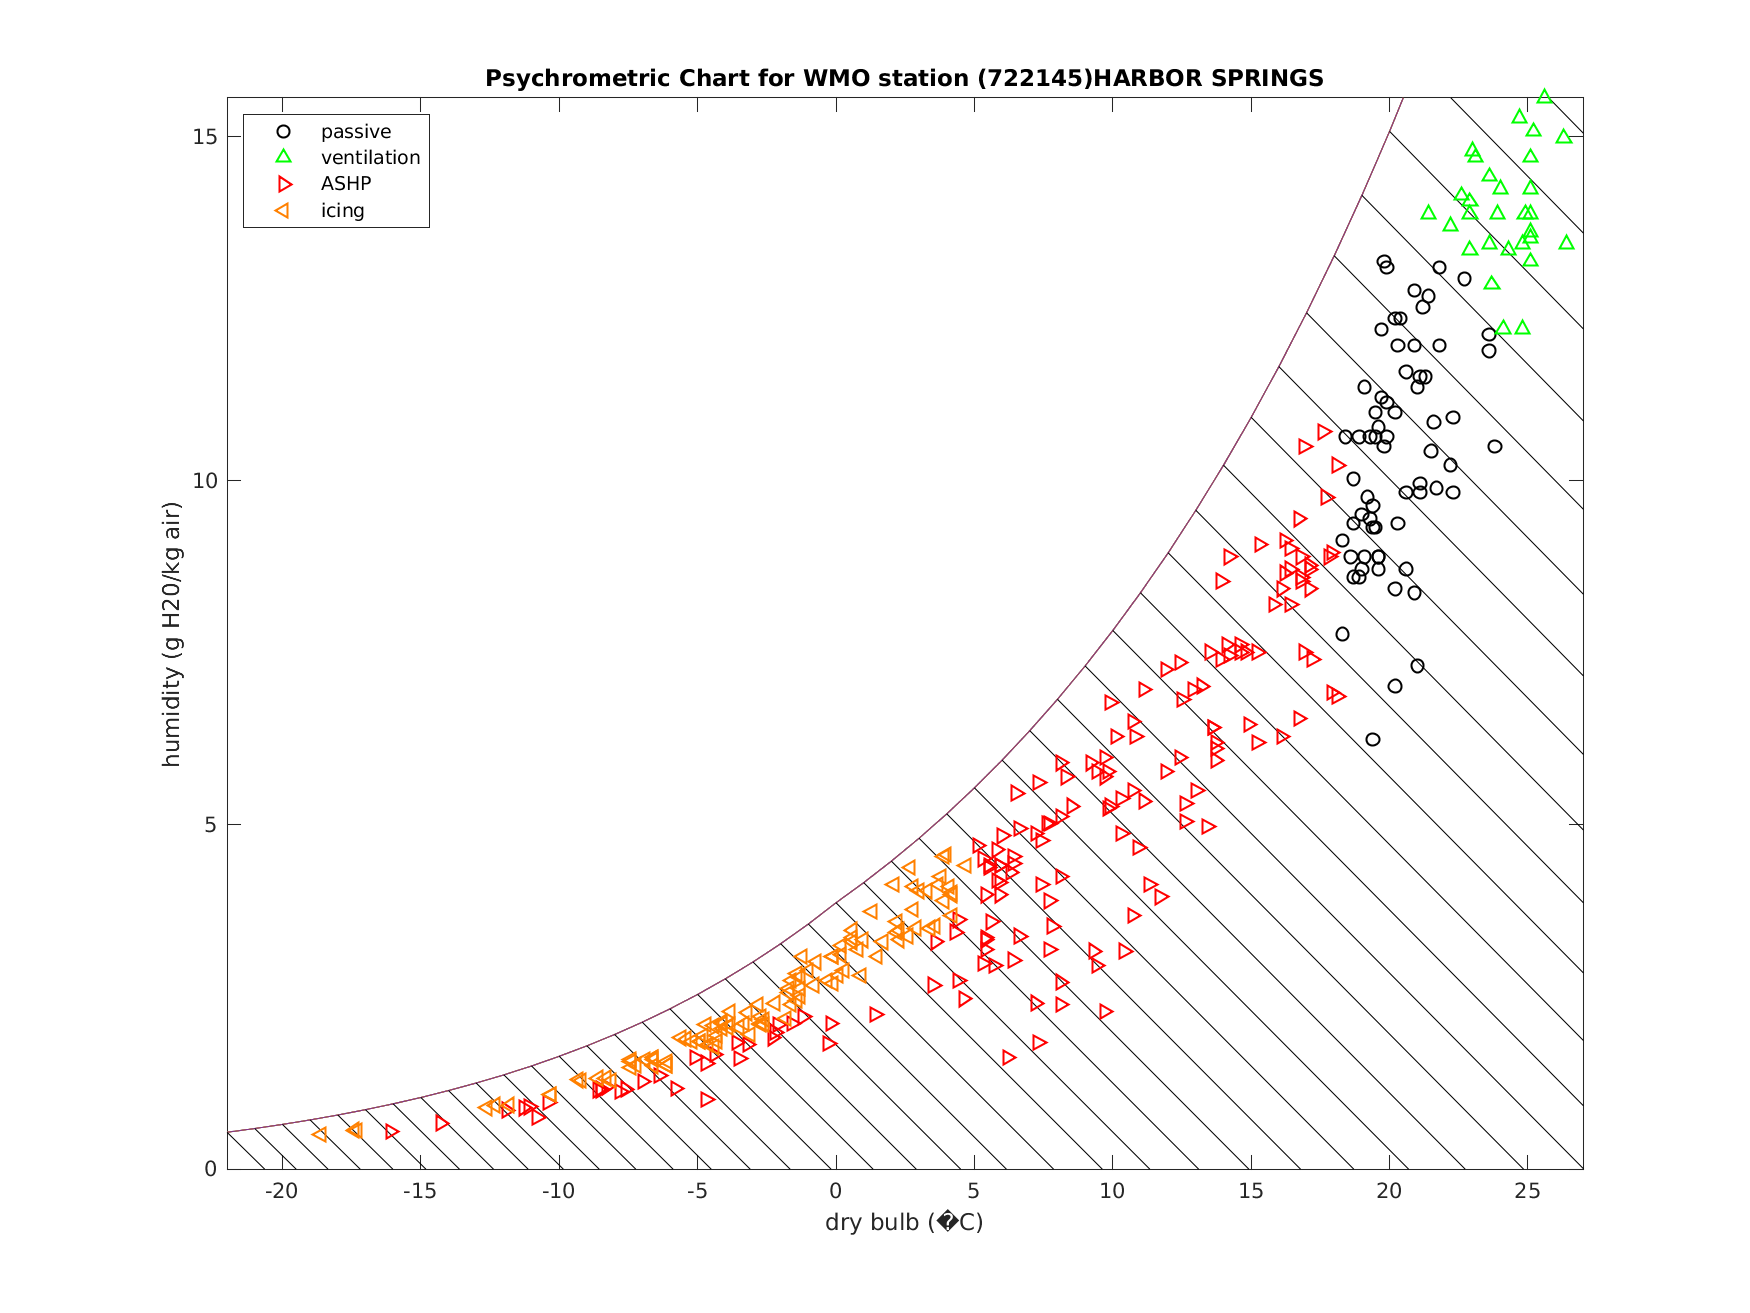 Psychrometric Chart for WMO station (722145)HARBOR SPRINGS
passive
ventilation
ASHP
icing
15
10
5
0
humidity (g H20/kg air)
-20 -15 -10 -5 0 5 10 15 20 25
dry bulb (�C)